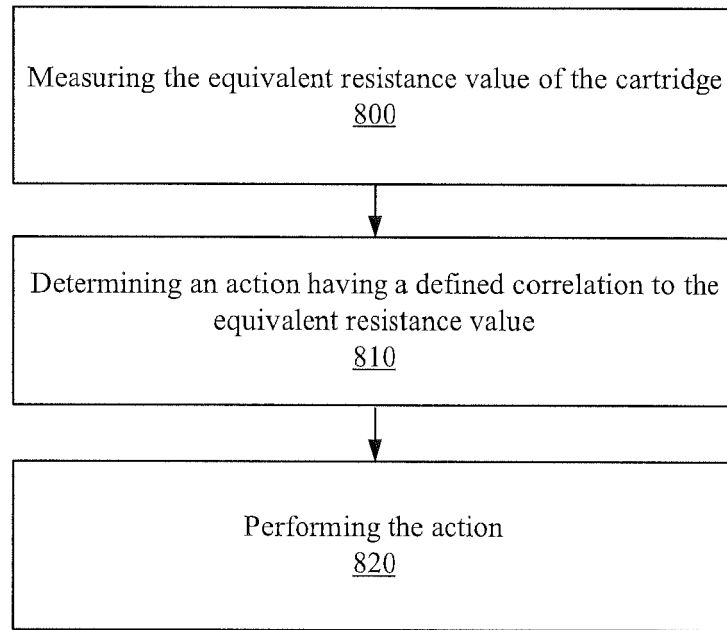 Measuring the equivalent resistance value of the cartridge
800
Determining an action having a defined correlation to the
equivalent resistance value
810
Performing the action
820